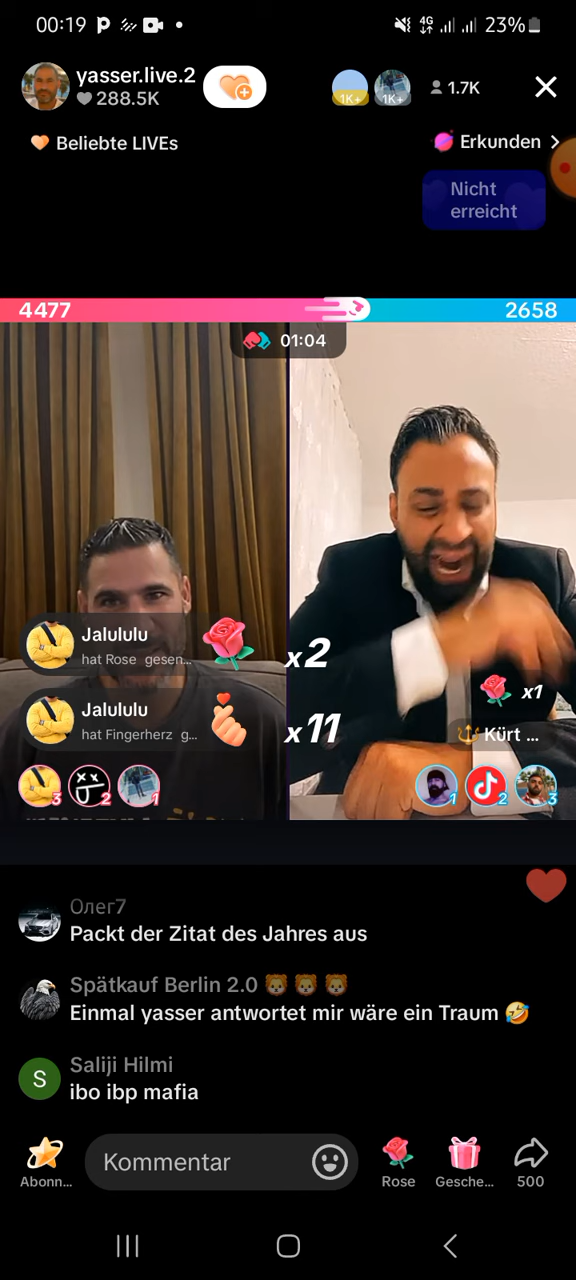 00:19
4G 23%
yasser.live.2
288.5K
1K+ 1K+ 1.7K
Beliebte LIVEs
Erkunden
Nicht
erreicht
4477 2658
01:04
Jalululu
hat Rose gesen...
x2
x1
Jalululu
hat Fingerherz g...
x11
Kürt ...
3 2 1 1 2 3
Олег7
Packt der Zitat des Jahres aus
Spätkauf Berlin 2.0 🦁 🦁 🦁
Einmal yasser antwortet mir wäre ein Traum 🤣
S
Saliji Hilmi
ibo ibp mafia
Kommentar
Abonn... Rose Gesche... 500